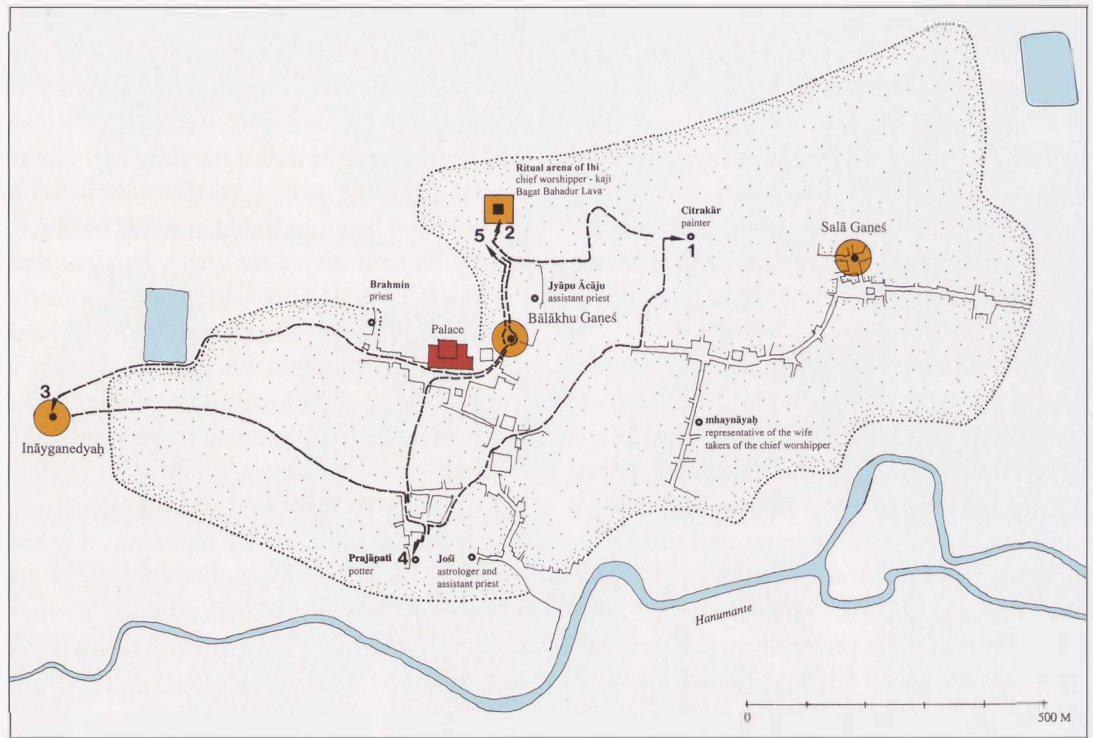 Ritual arena of Ihi
chief worshipper - kaji
Bagat Bahadur Lava
5
2
Citrakār
painter
1
Salā Gaṇeś
Brahmin
priest
Jyāpu Ācāju
assistant priest
Palace
Bālākhu Gaṇeś
3
Ināyganedyaḥ
mhaynāyaḥ
representative of the wife
takers of the chief worshipper
Prajāpati
potter
4
Jośī
astrologer and
assistant priest
Hanumante
0
500 M